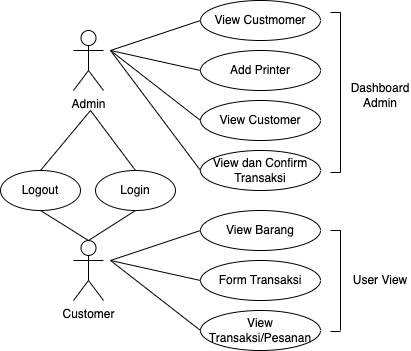 View Custmomer
Add Printer
Dashboard
Admin
Admin
View Customer
View dan Confirm
Transaksi
Logout
Login
View Barang
Form Transaksi
User View
Customer
View
Transaksi/Pesanan